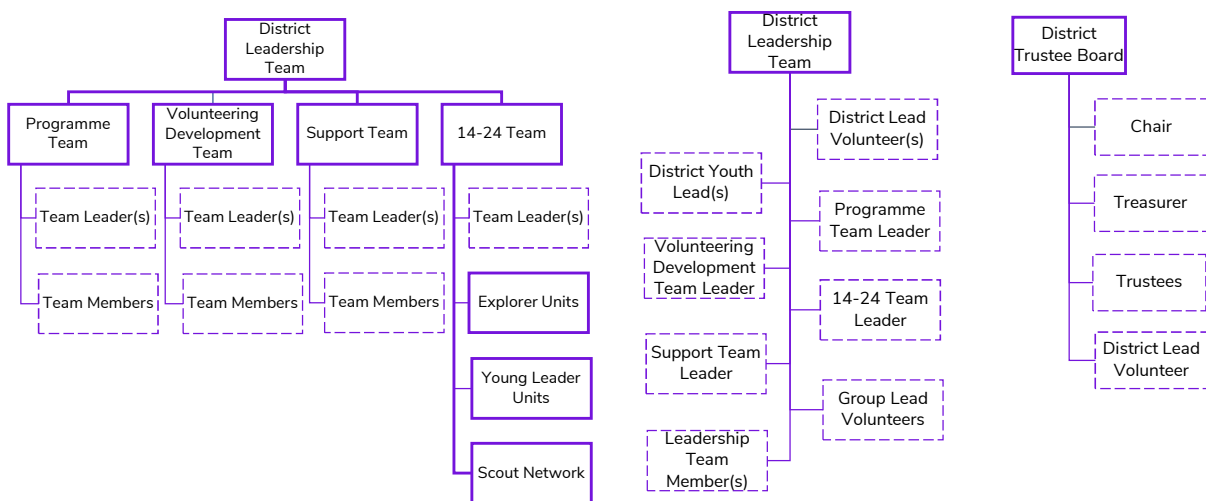 District
Leadership
Team
Programme
Team
Volunteering
Development
Team
Support Team
14-24 Team
Team Leader(s)
Team Leader(s)
Team Leader(s)
Team Leader(s)
Team Members
Team Members
Team Members
Explorer Units
Young Leader
Units
Scout Network
District
Leadership
Team
District Lead
Volunteer(s)
District Youth
Lead(s)
Programme
Team Leader
Volunteering
Development
Team Leader
14-24 Team
Leader
Support Team
Leader
Group Lead
Volunteers
Leadership
Team
Member(s)
District
Trustee Board
Chair
Treasurer
Trustees
District Lead
Volunteer